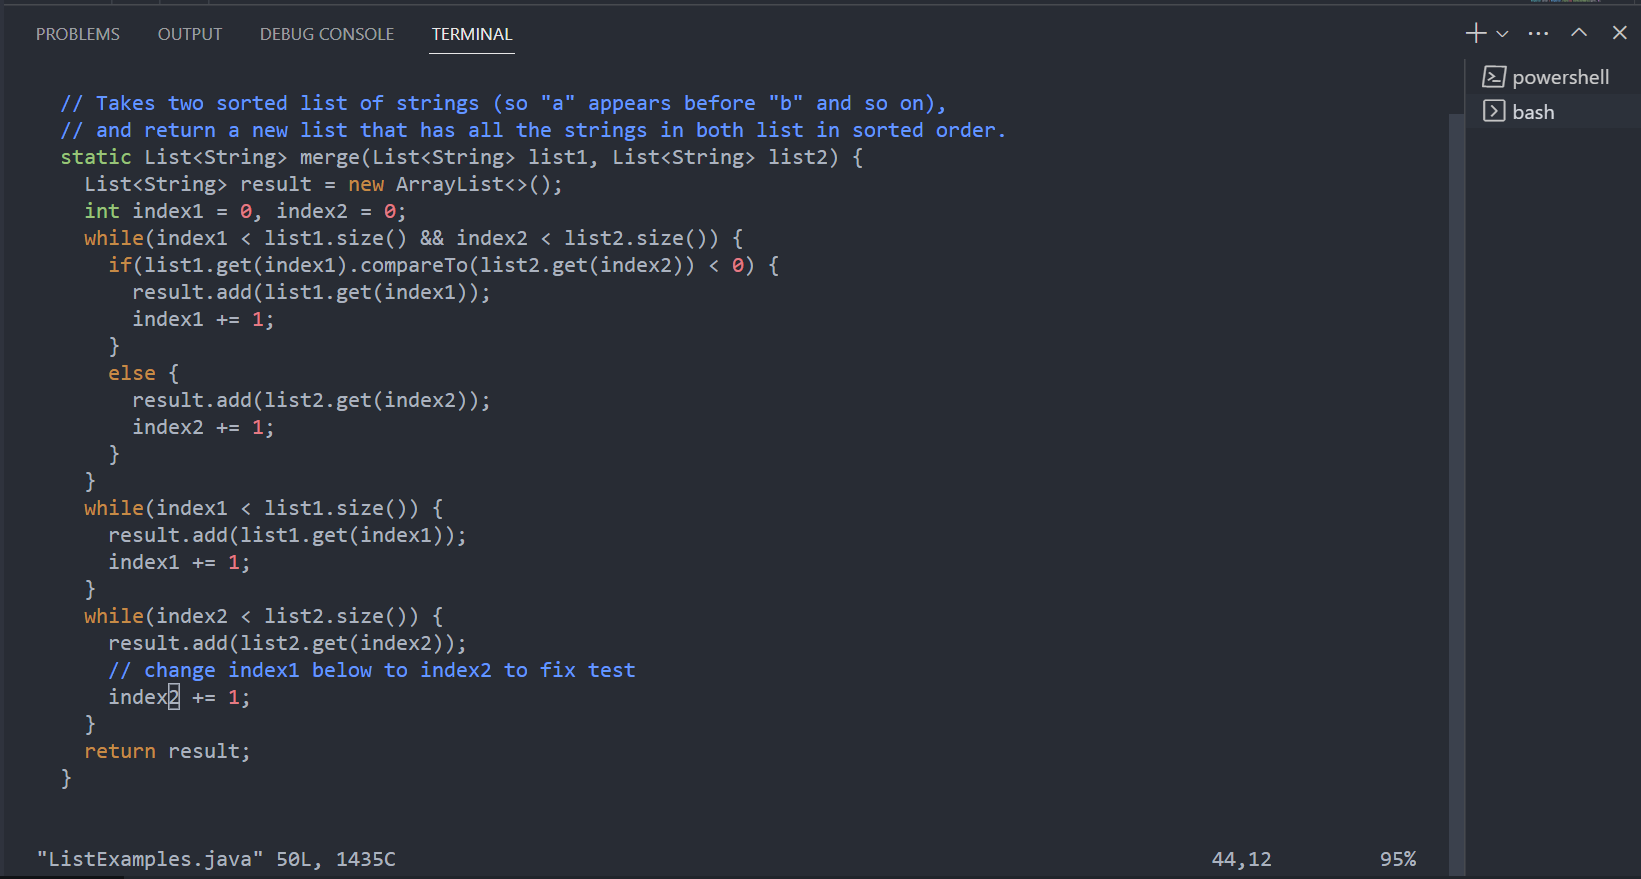 PROBLEMS OUTPUT DEBUG CONSOLE TERMINAL
powershell
bash
// Takes two sorted list of strings (so "a" appears before "b" and so on),
// and return a new list that has all the strings in both list in sorted order.
static List<String> merge(List<String> list1, List<String> list2) {
List<String> result = new ArrayList<>();
int index1 = 0, index2 = 0;
while(index1 < list1.size() && index2 < list2.size()) {
if(list1.get(index1).compareTo(list2.get(index2)) < 0) {
result.add(list1.get(index1));
index1 += 1;
}
else {
result.add(list2.get(index2));
index2 += 1;
}
}
while(index1 < list1.size()) {
result.add(list1.get(index1));
index1 += 1;
}
while(index2 < list2.size()) {
result.add(list2.get(index2));
// change index1 below to index2 to fix test
index2 += 1;
}
return result;
}
"ListExamples.java" 50L, 1435C 44,12 95%